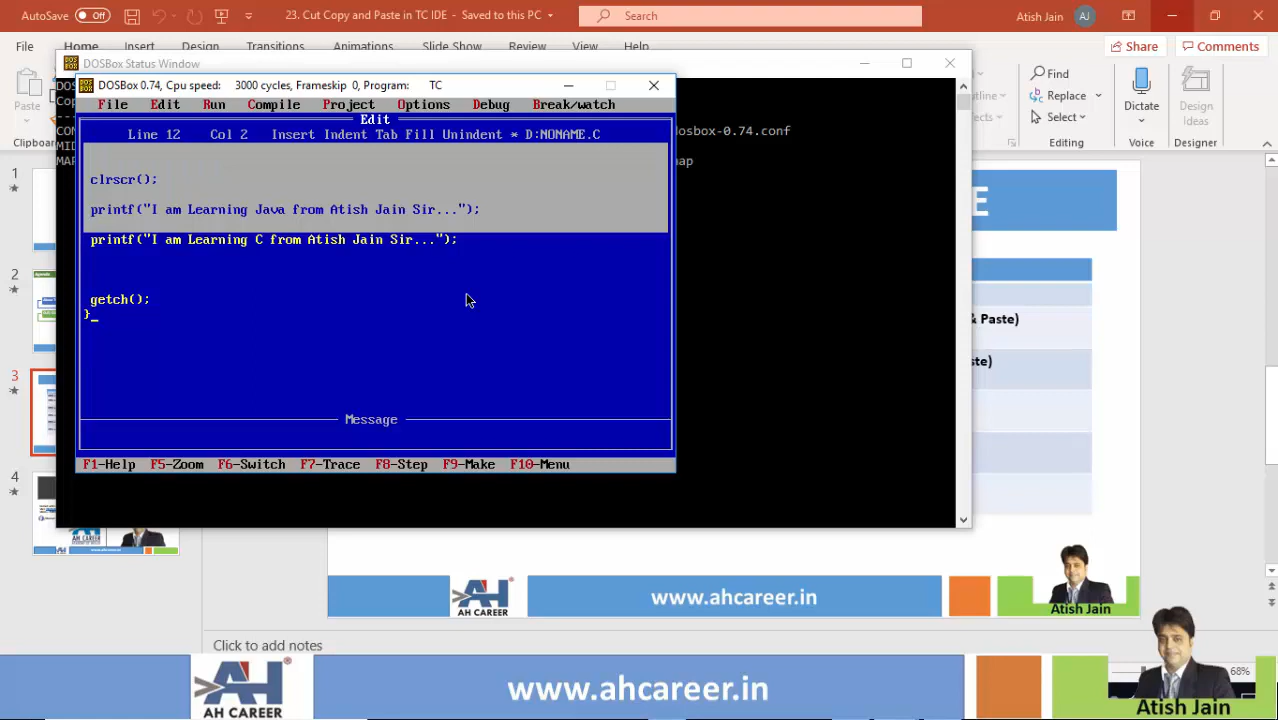 AutoSave Off 23. Cut Copy and Paste in TC IDE - Saved to this PC Search Atish Jain AJ
File Home Insert Design Transitions Animations Slide Show Review View Help Share Comments
DOSBox Status Window
DOSBox 0.74, Cpu speed: 3000 cycles, Frameskip 0, Program: TC
File Edit Run Compile Project Options Debug Break/watch
Edit
Line 12 Col 2 Insert Indent Tab Fill Unindent * D:NONAME.C
clrscr();
printf("I am Learning Java from Atish Jain Sir...");
printf("I am Learning C from Atish Jain Sir...");
getch();
}
Message
F1-Help F5-Zoom F6-Switch F7-Trace F8-Step F9-Make F10-Menu
dosbox-0.74.conf
Paste
Clipboard
Find
Replace
Select
Editing
Dictate
Voice
Design
Ideas
Designer
1
2
3
4
E
& Paste)
www.ahcareer.in
AH CAREER
Atish Jain
Click to add notes
68%
AH
®
AH CAREER
www.ahcareer.in
Atish Jain